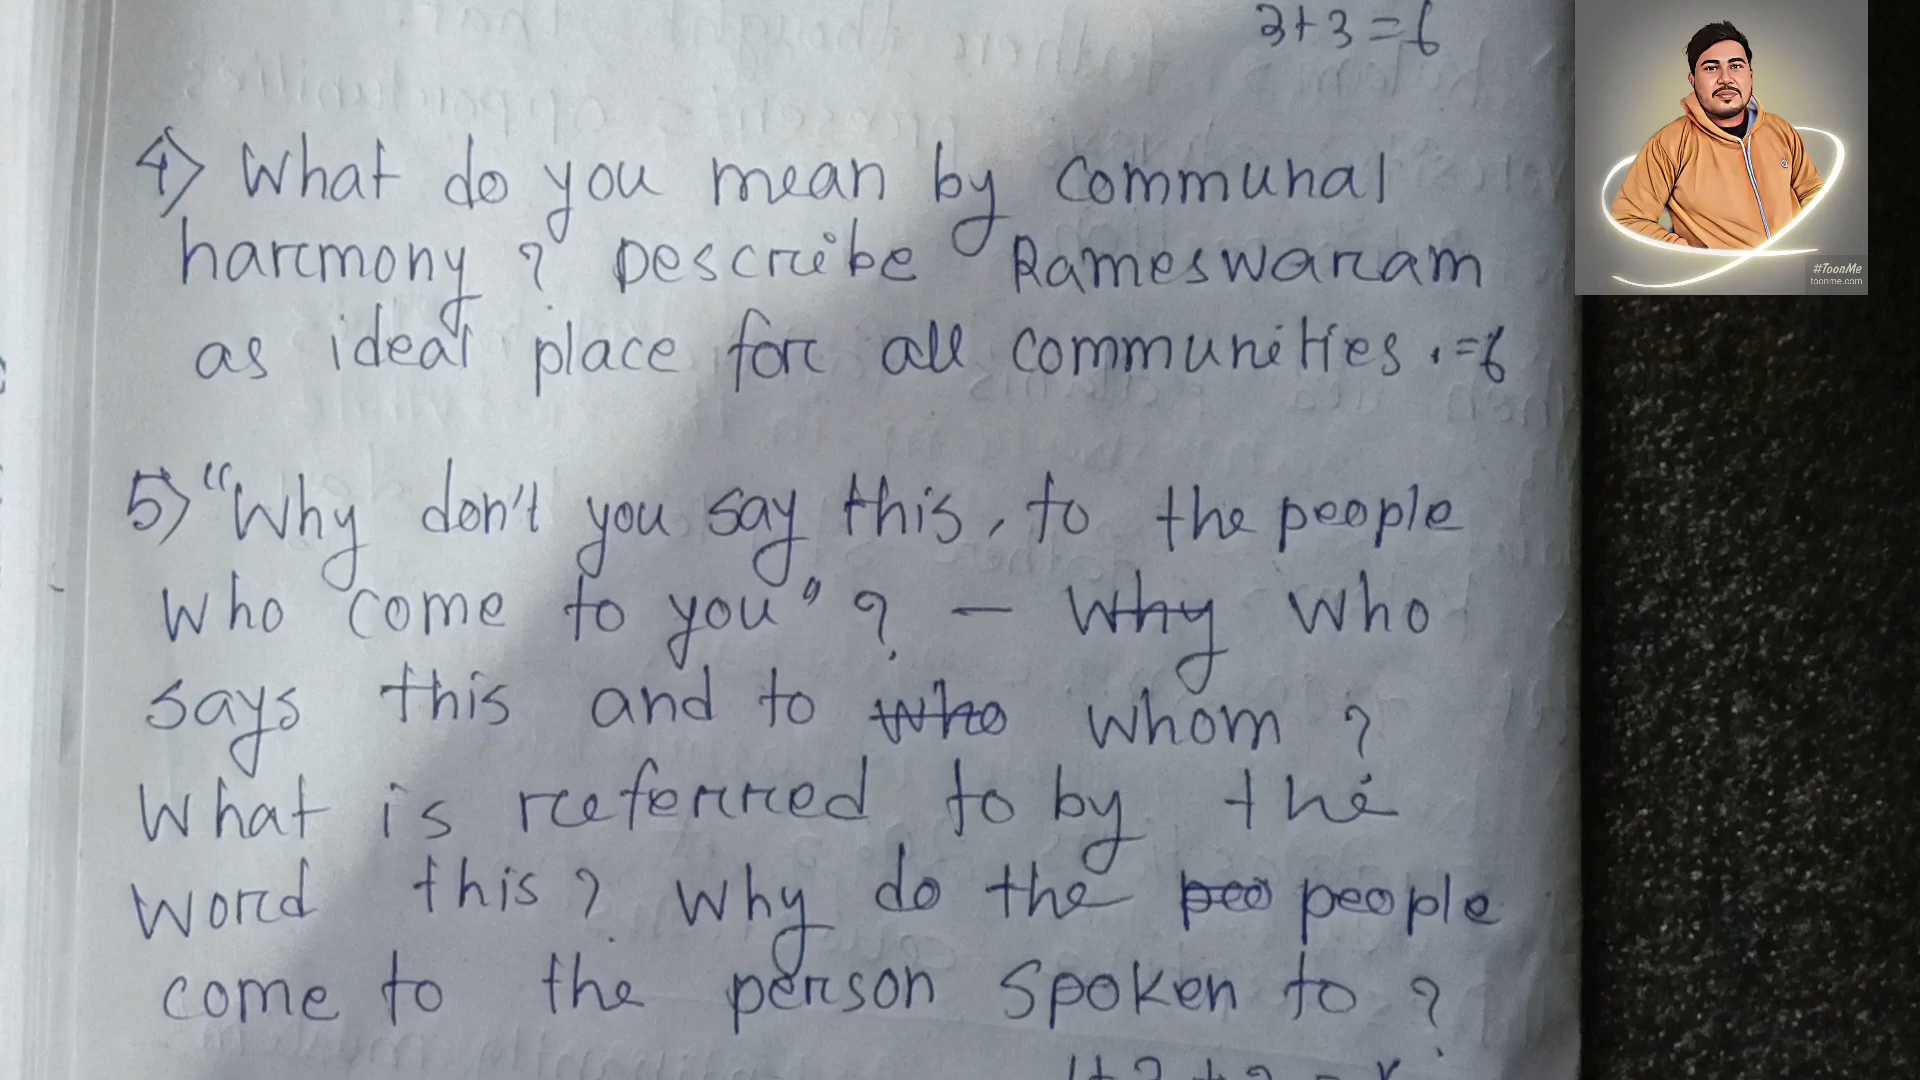 3+3=6
4) What do you mean by communal
harmony? Describe Rameswaram
as ideal place for all communities.=6
5) "Why don't you say this, to the people
who come to you"? - Why who
says this and to who whom?
What is referred to by the
word this? Why do the peo people
come to the person spoken to?
#ToonMe
toonme.com